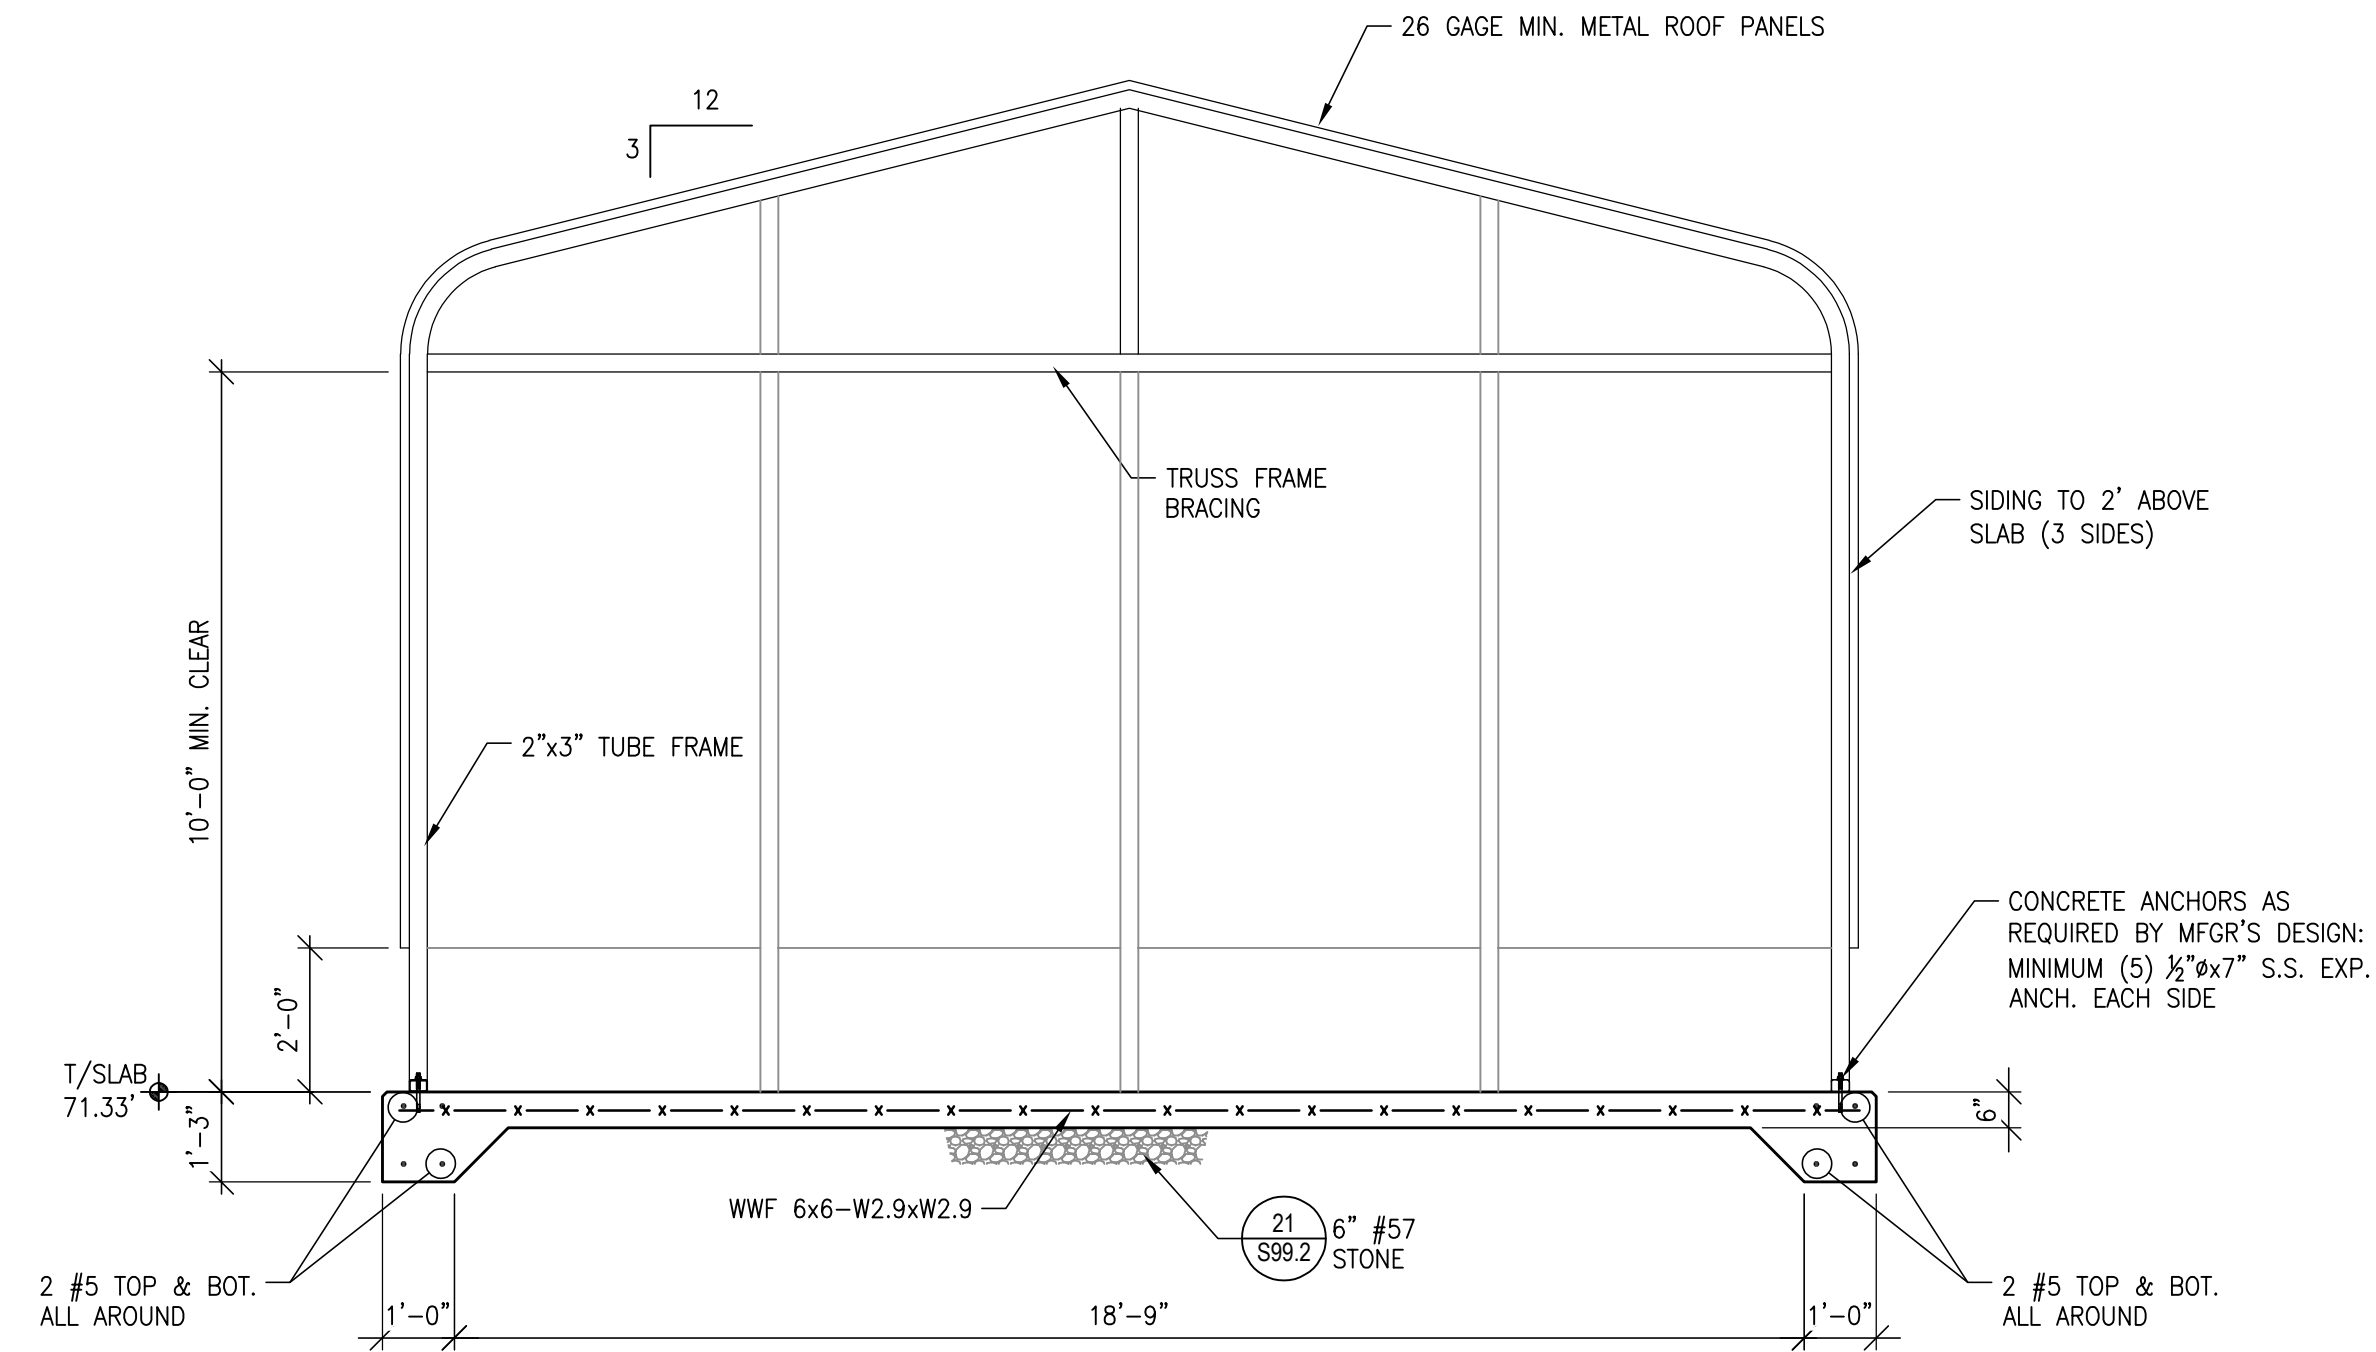 26 GAGE MIN. METAL ROOF PANELS
12
3
TRUSS FRAME
BRACING
SIDING TO 2' ABOVE
SLAB (3 SIDES)
10'-0" MIN. CLEAR
2"x3" TUBE FRAME
CONCRETE ANCHORS AS
REQUIRED BY MFGR'S DESIGN:
MINIMUM (5) ½"øx7" S.S. EXP.
ANCH. EACH SIDE
2'-0"
T/SLAB
71.33'
1'-3"
6"
WWF 6x6-W2.9xW2.9
21
S99.2
6" #57
STONE
2 #5 TOP & BOT.
ALL AROUND
2 #5 TOP & BOT.
ALL AROUND
1'-0"
18'-9"
1'-0"